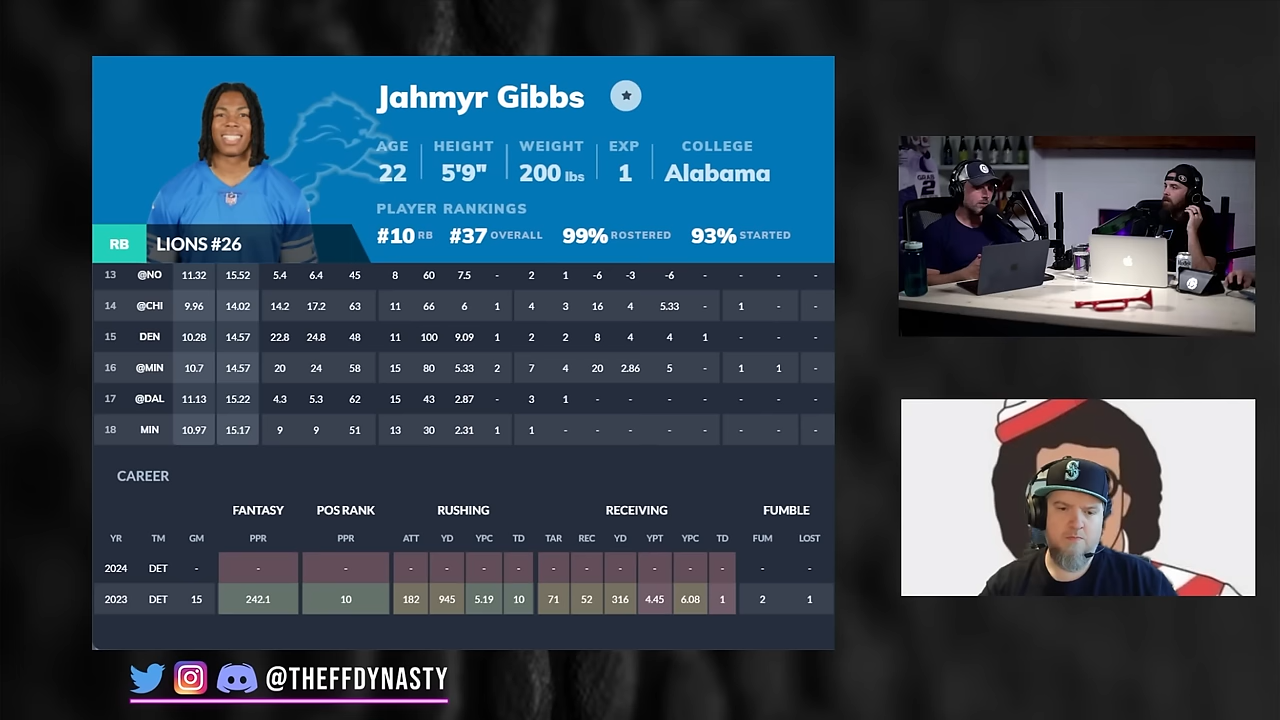 Jahmyr Gibbs
AGE HEIGHT WEIGHT EXP COLLEGE
22 5'9" 200 lbs 1 Alabama
PLAYER RANKINGS
#10 RB #37 OVERALL 99% ROSTERED 93% STARTED
RB LIONS #26
13 @NO 11.32 15.52 5.4 6.4 45 8 60 7.5 - 2 1 -6 -3 -6 - - - -
14 @CHI 9.96 14.02 14.2 17.2 63 11 66 6 1 4 3 16 4 5.33 - 1 - -
15 DEN 10.28 14.57 22.8 24.8 48 11 100 9.09 1 2 2 8 4 4 1 - - -
16 @MIN 10.7 14.57 20 24 58 15 80 5.33 2 7 4 20 2.86 5 - 1 1 -
17 @DAL 11.13 15.22 4.3 5.3 62 15 43 2.87 - 3 1 - - - - - - -
18 MIN 10.97 15.17 9 9 51 13 30 2.31 1 1 - - - - - - - -
CAREER
FANTASY POS RANK RUSHING RECEIVING FUMBLE
YR TM GM PPR PPR ATT YD YPC TD TAR REC YD YPT YPC TD FUM LOST
2024 DET - - - - - - - - - - - - - - -
2023 DET 15 242.1 10 182 945 5.19 10 71 52 316 4.45 6.08 1 2 1
@THEFFDYNASTY